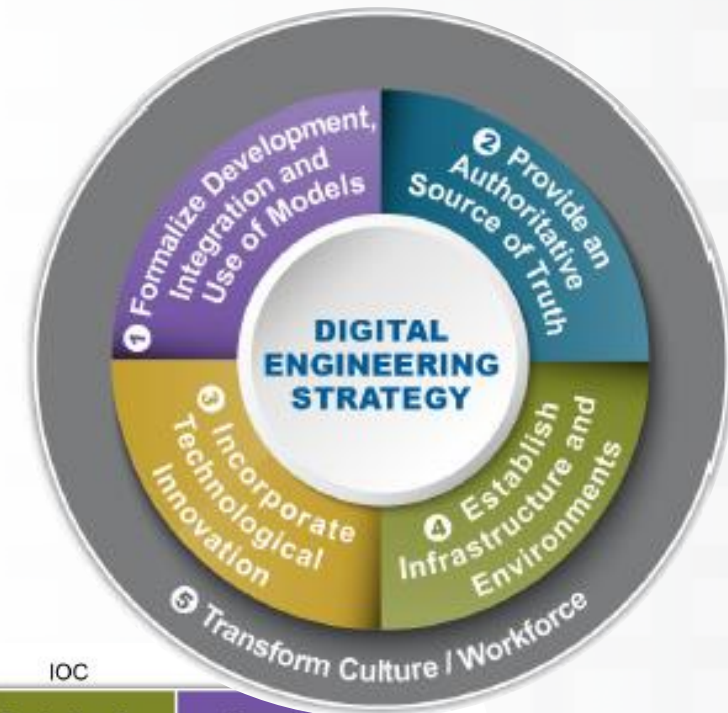 ❶ Formalize Development,
Integration and
Use of Models
❷ Provide an
Authoritative
Source of Truth
DIGITAL
ENGINEERING
STRATEGY
❸ Incorporate
Technological
Innovation
❹ Establish
Infrastructure and
Environments
❺ Transform Culture / Workforce
IOC